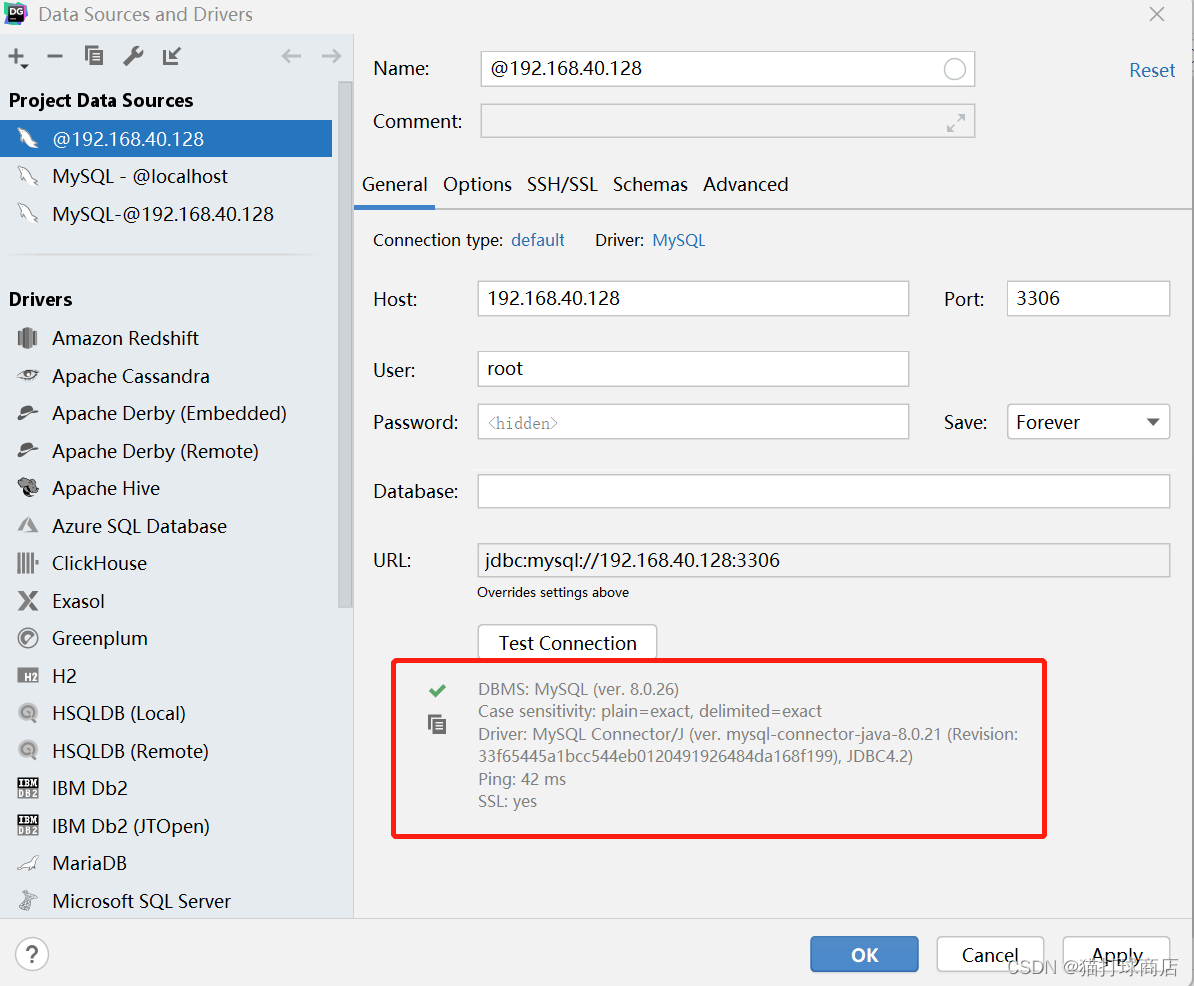 DG Data Sources and Drivers
Project Data Sources
@192.168.40.128
MySQL - @localhost
MySQL-@192.168.40.128
Drivers
Amazon Redshift
Apache Cassandra
Apache Derby (Embedded)
Apache Derby (Remote)
Apache Hive
Azure SQL Database
ClickHouse
Exasol
Greenplum
H2 H2
HSQLDB (Local)
HSQLDB (Remote)
IBM DB2 IBM Db2
IBM DB2 IBM Db2 (JTOpen)
MariaDB
Microsoft SQL Server
?
Name: @192.168.40.128 Reset
Comment:
General Options SSH/SSL Schemas Advanced
Connection type: default Driver: MySQL
Host: 192.168.40.128 Port: 3306
User: root
Password: <hidden> Save: Forever
Database:
URL: jdbc:mysql://192.168.40.128:3306
Overrides settings above
Test Connection
DBMS: MySQL (ver. 8.0.26)
Case sensitivity: plain=exact, delimited=exact
Driver: MySQL Connector/J (ver. mysql-connector-java-8.0.21 (Revision:
33f65445a1bcc544eb0120491926484da168f199), JDBC4.2)
Ping: 42 ms
SSL: yes
OK Cancel Apply
CSDN @猫打球商店